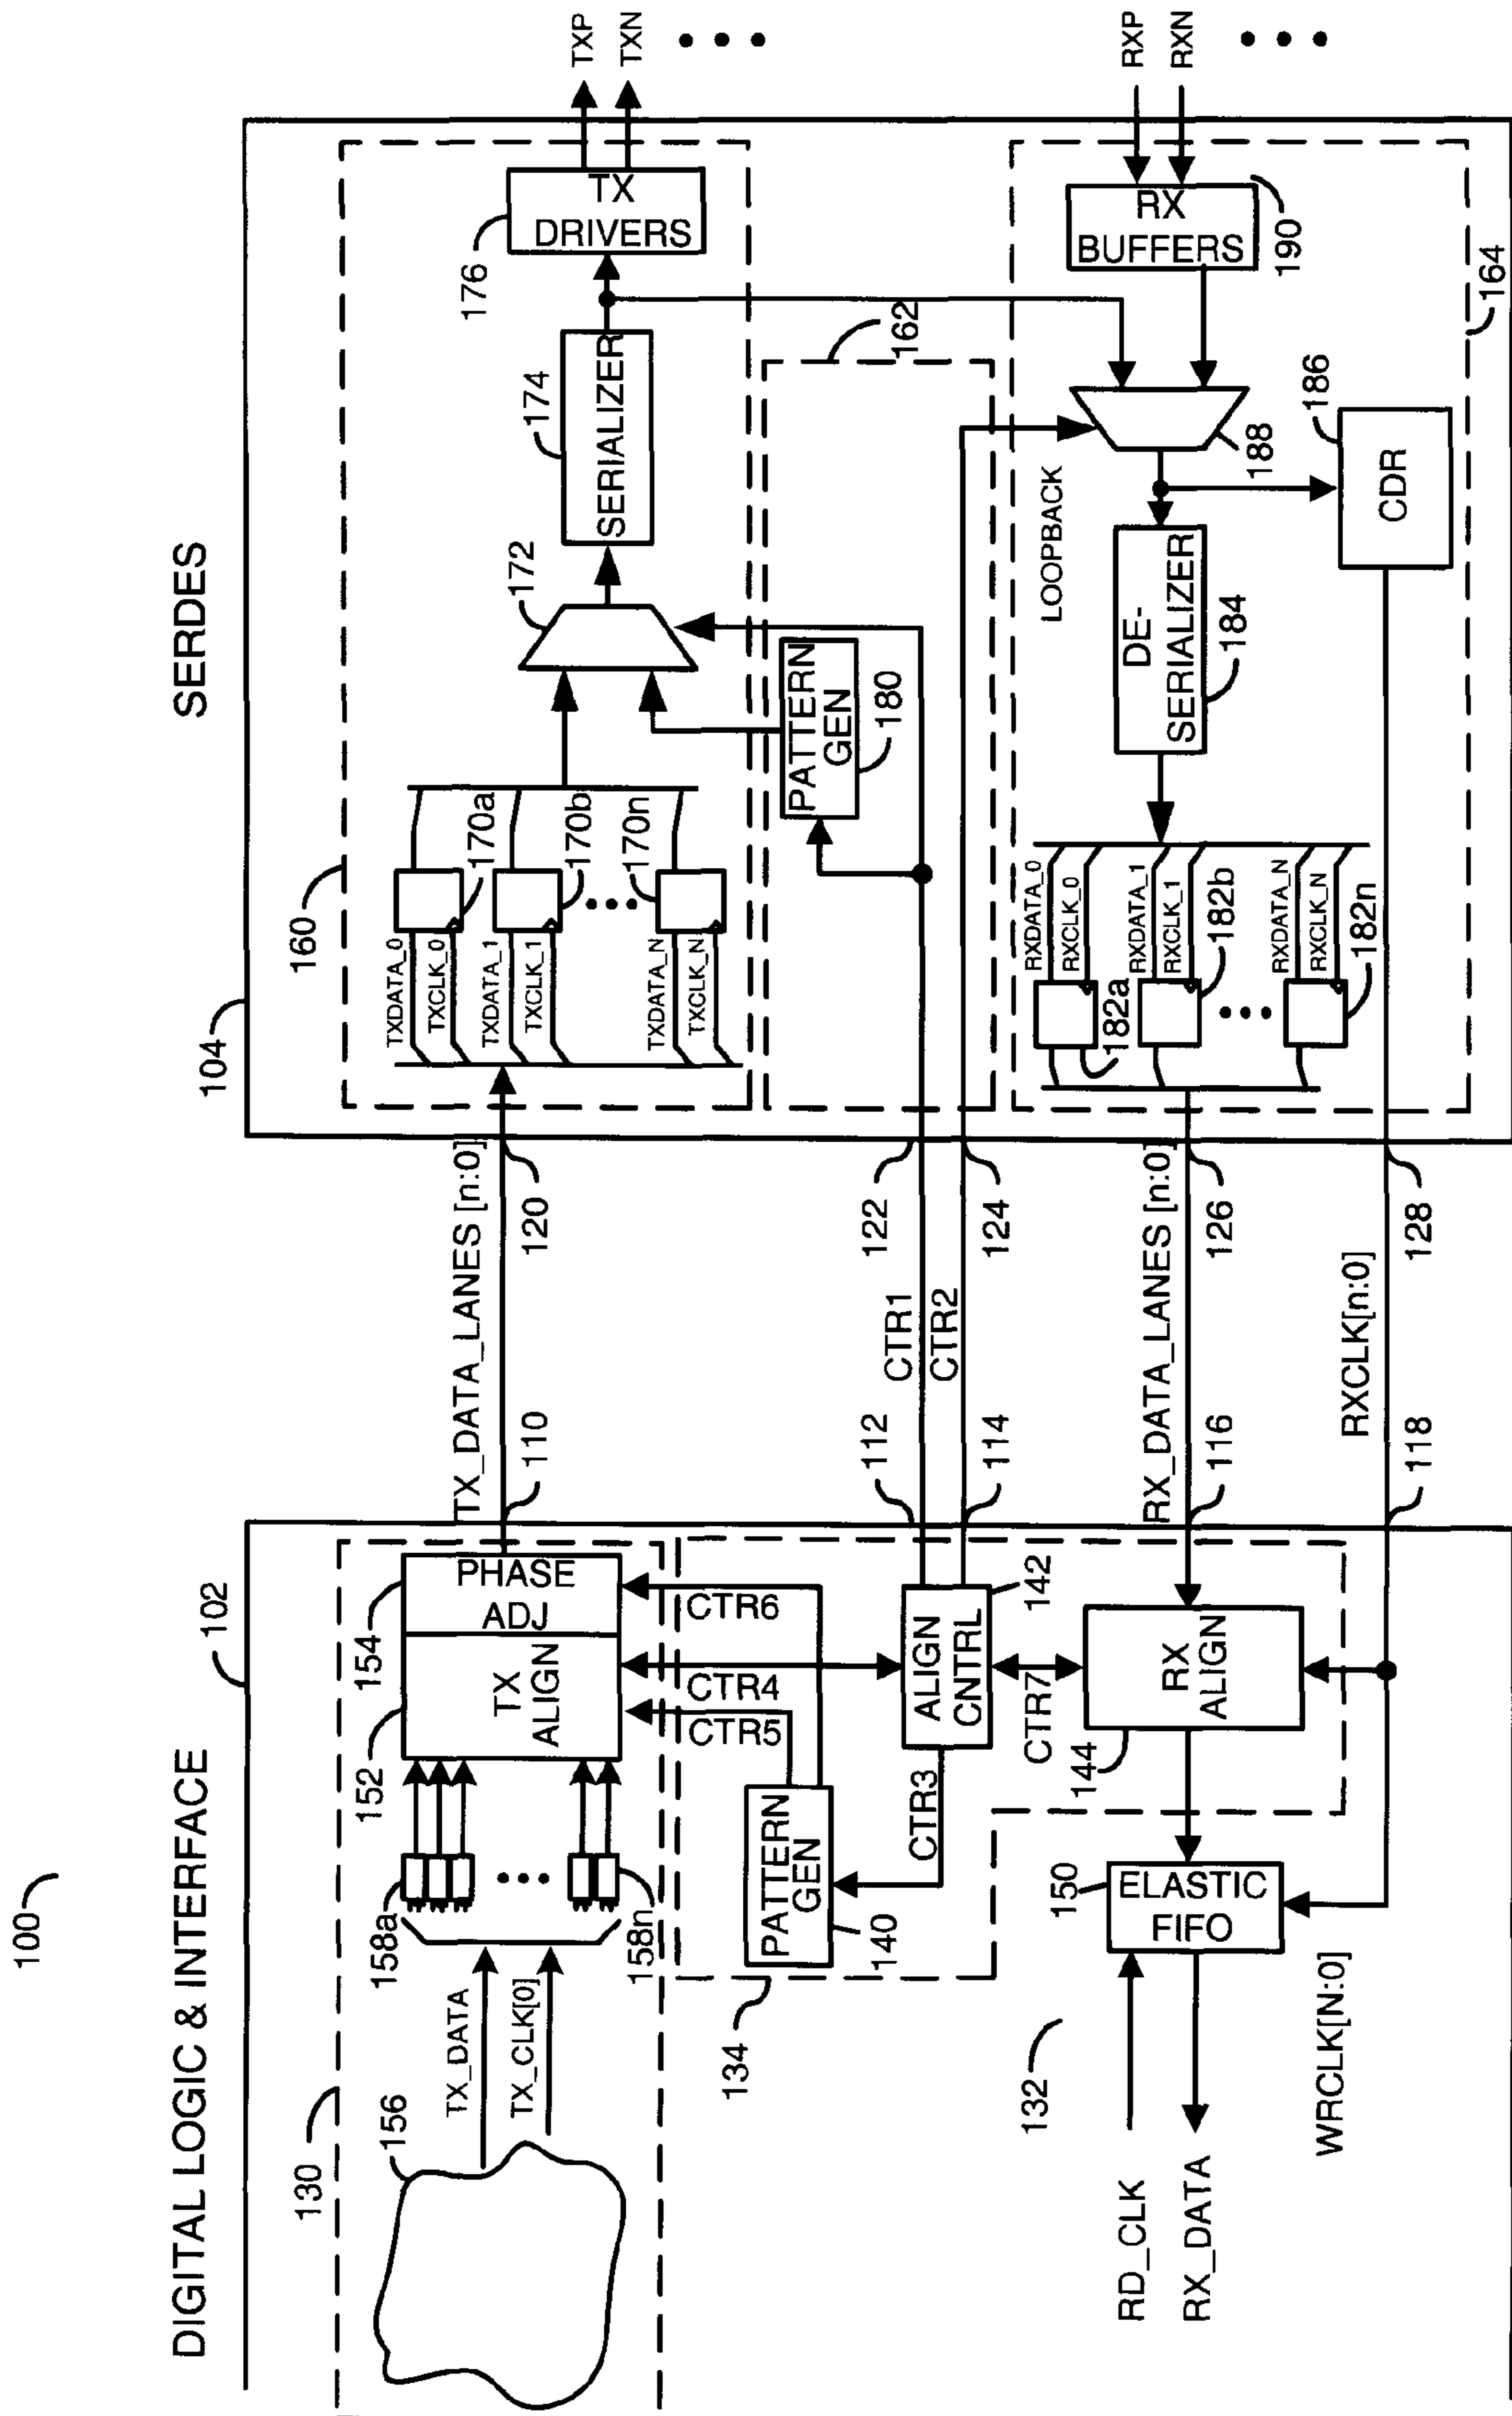 100
DIGITAL LOGIC & INTERFACE
SERDES
102
104
130
156
TX_DATA
TX_CLK[0]
158a
158n
152
154
TX
ALIGN
PHASE
ADJ
TX_DATA_LANES [n:0]
110
120
160
TXDATA_0
TXCLK_0
TXDATA_1
TXCLK_1
TXDATA_N
TXCLK_N
170a
170b
170n
172
174
SERIALIZER
176
TX
DRIVERS
TXP
TXN
134
PATTERN
GEN
140
CTR5
CTR4
CTR6
CTR3
ALIGN
CNTRL
142
CTR7
112
114
CTR1
CTR2
122
124
PATTERN
GEN
180
162
132
RD_CLK
RX_DATA
WRCLK[N:0]
150
ELASTIC
FIFO
144
RX
ALIGN
RX_DATA_LANES [n:0]
116
126
RXCLK[n:0]
118
128
RXDATA_0
RXCLK_0
RXDATA_1
RXCLK_1
RXDATA_N
RXCLK_N
182a
182b
182n
LOOPBACK
DE-
SERIALIZER
184
188
186
CDR
RX
BUFFERS
190
164
RXP
RXN